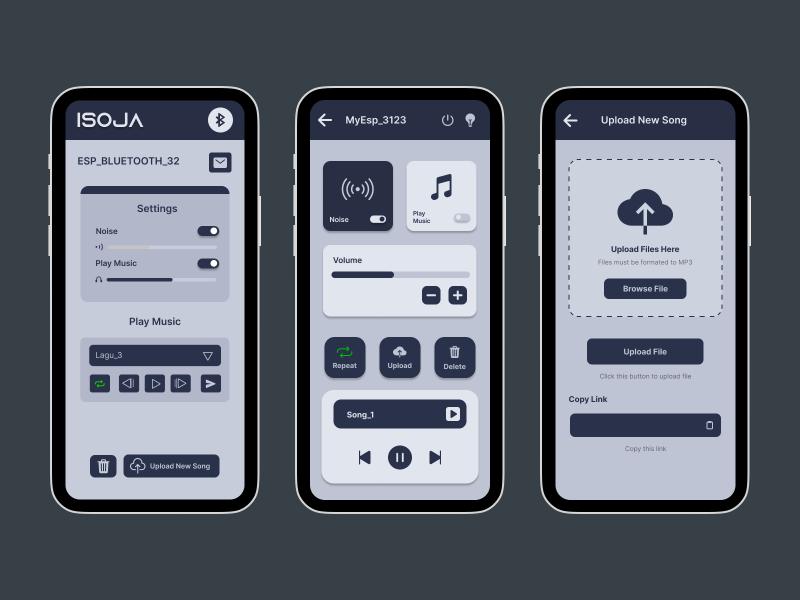 ISOJA
ESP_BLUETOOTH_32
Settings
Noise
Play Music
Play Music
Lagu_3
Upload New Song
MyEsp_3123
Noise
Play
Music
Volume
Repeat
Upload
Delete
Song_1
Upload New Song
Upload Files Here
Files must be formated to MP3
Browse File
Upload File
Click this button to upload file
Copy Link
Copy this link